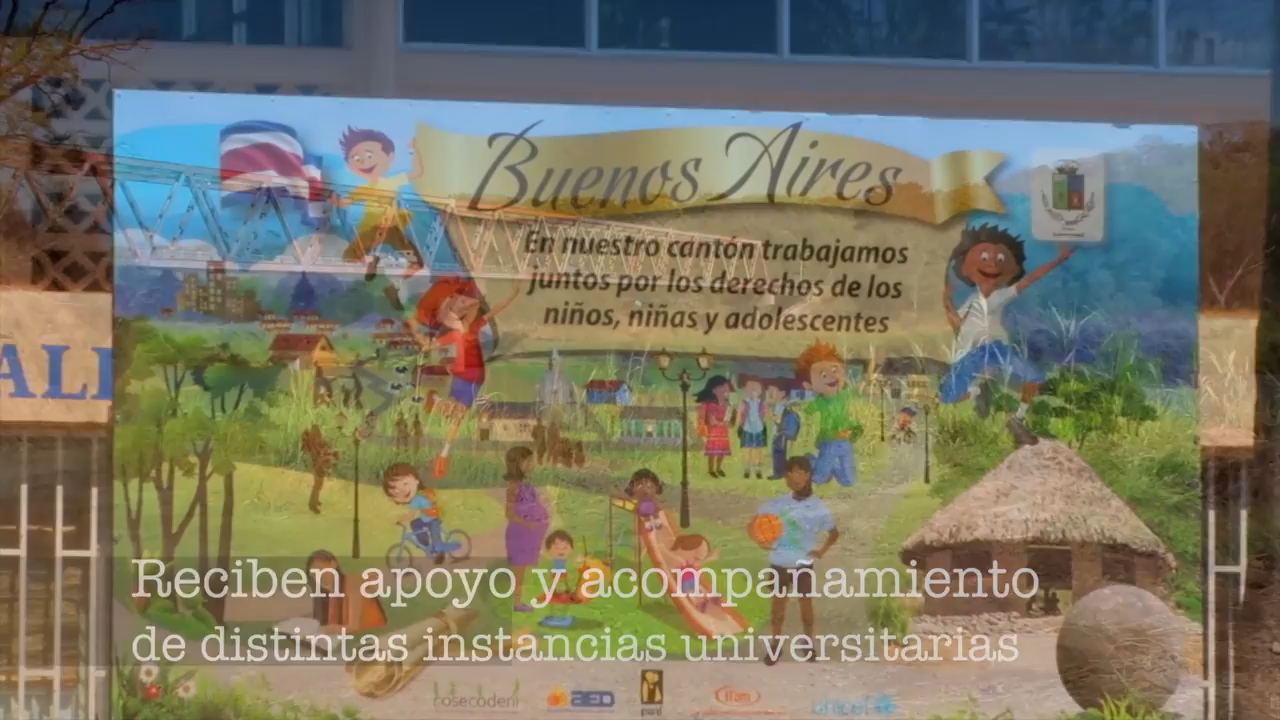 Buenos Aires
En nuestro cantón trabajamos
juntos por los derechos de los
niños, niñas y adolescentes
ALI
Reciben apoyo y acompañamiento
de distintas instancias universitarias
AED
ifam
unicef